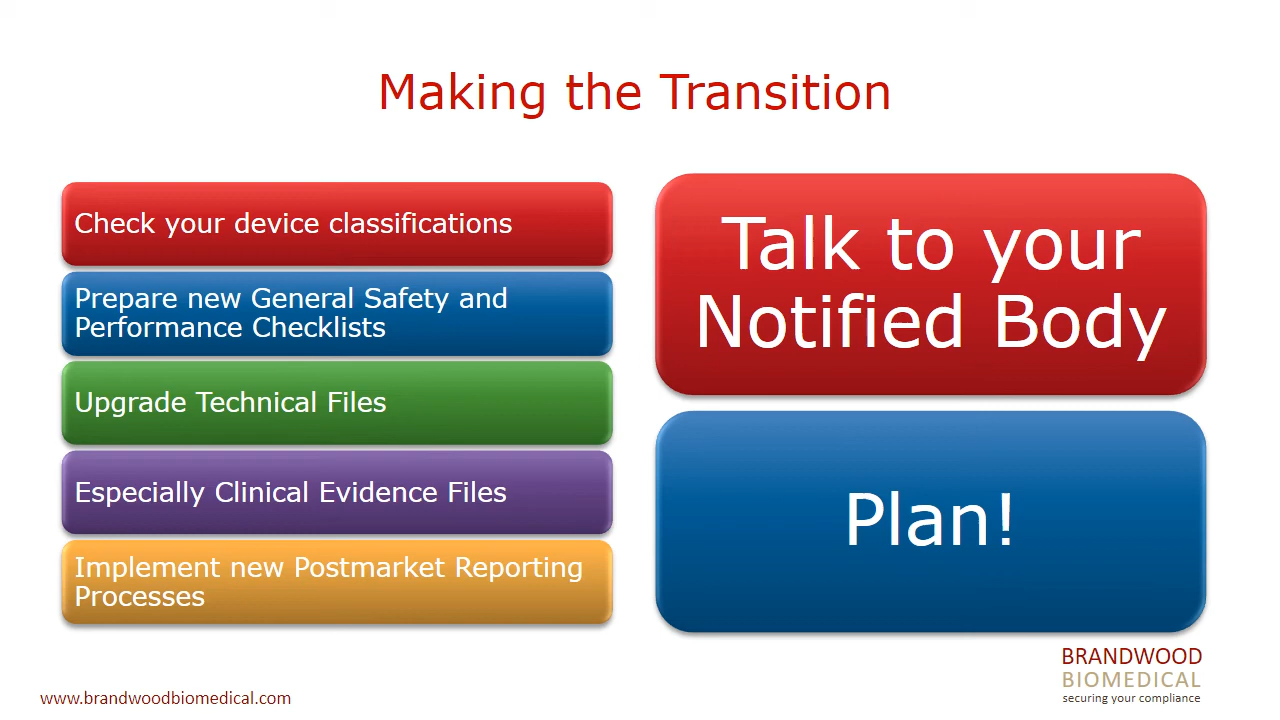 Making the Transition
Check your device classifications
Prepare new General Safety and
Performance Checklists
Upgrade Technical Files
Especially Clinical Evidence Files
Implement new Postmarket Reporting
Processes
Talk to your
Notified Body
Plan!
BRANDWOOD
BIOMEDICAL
securing your compliance
www.brandwoodbiomedical.com